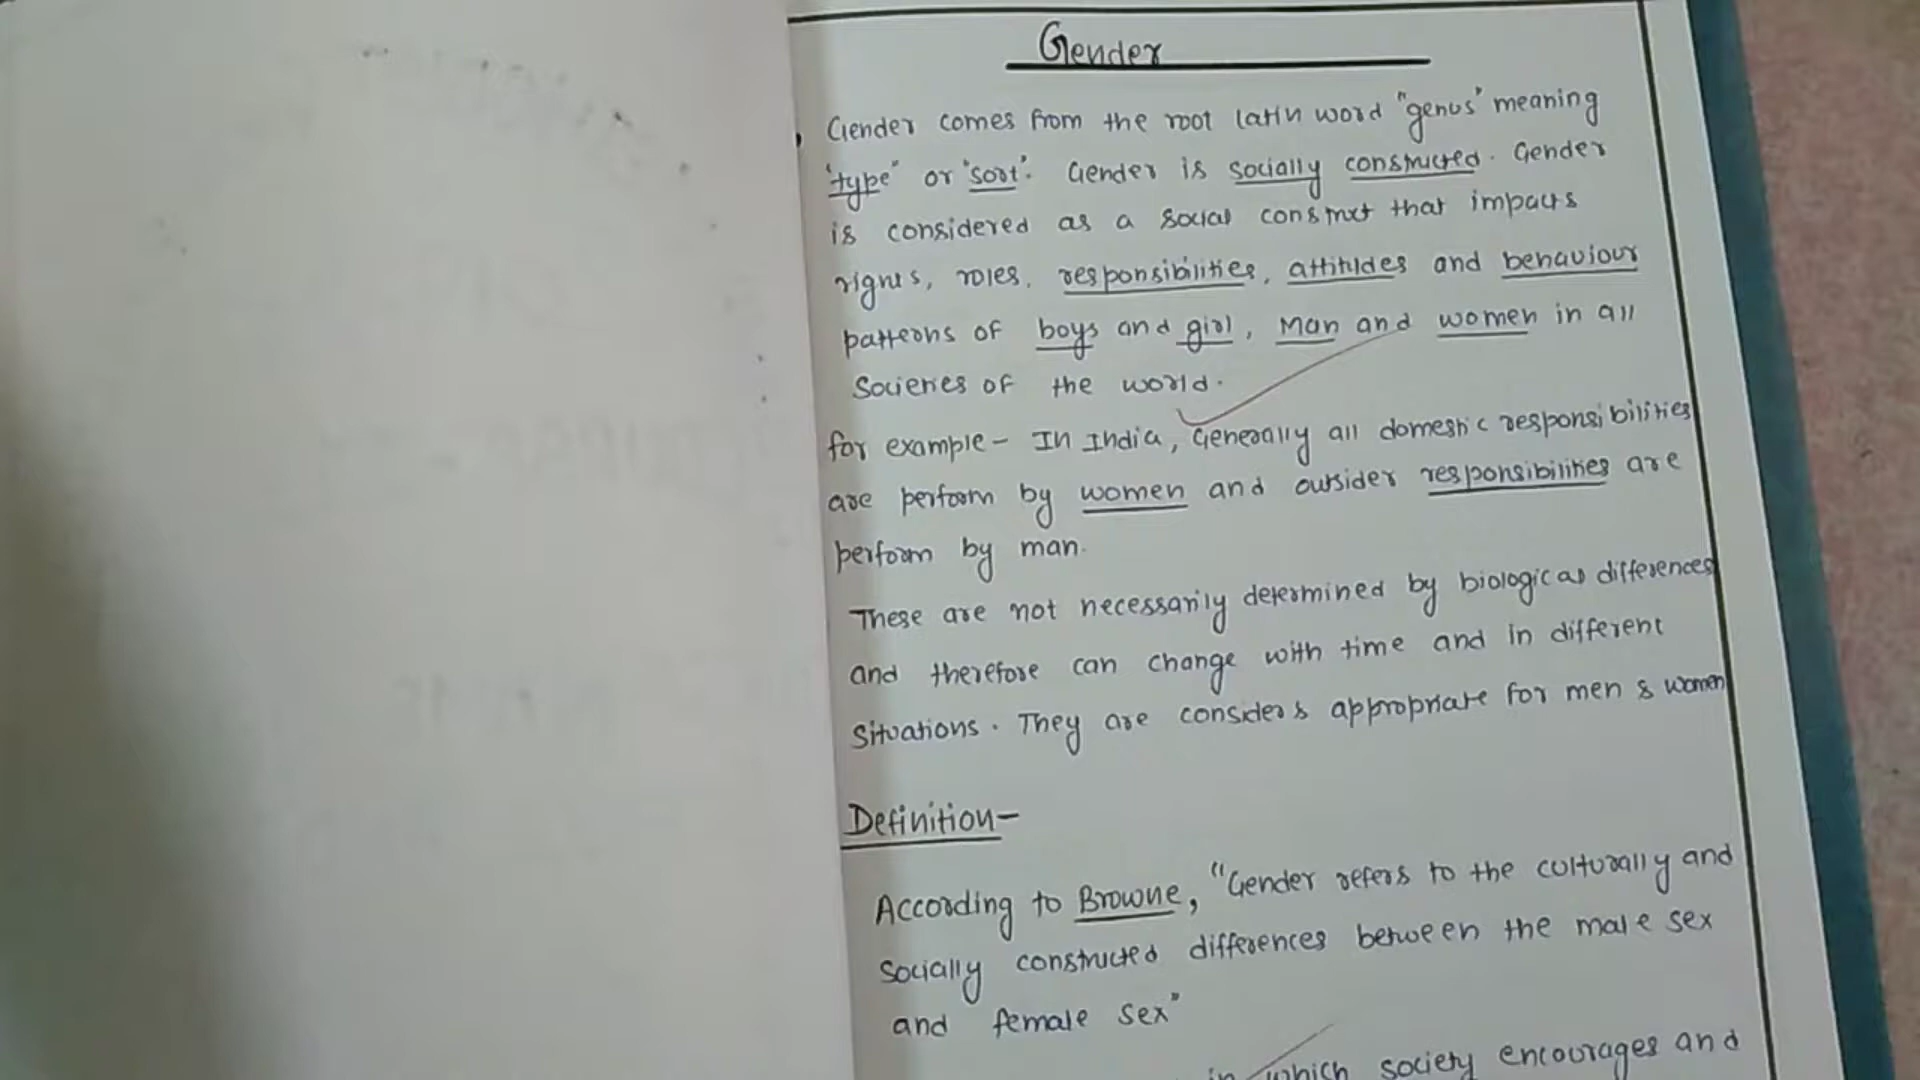 Gender
Gender comes from the root latin word "genus" meaning
"type" or "sort". Gender is socially constructed. Gender
is considered as a social construct that impacts
rights, roles, responsibilities, attitudes and behaviour
patterns of boys and girl, Man and women in all
Societies of the world.
for example - In India, Generally all domestic responsibilities
are perform by women and outsider responsibilities are
perform by man.
These are not necessarily determined by biological differences
and therefore can change with time and in different
situations. They are considers appropriate for men & women
Definition-
According to Browne, "Gender refers to the culturally and
socially constructed differences between the male sex
and female sex"
in which society encourages and